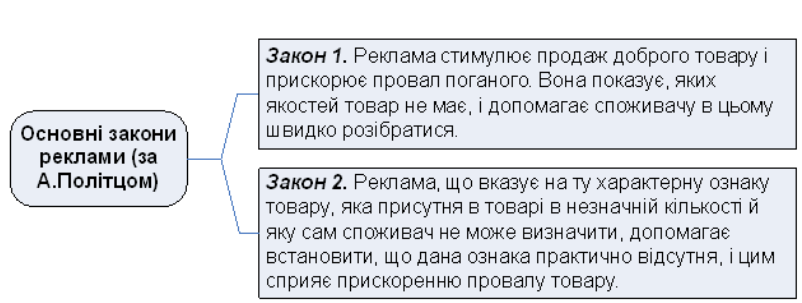 Основні закони
реклами (за
А.Політцом)
Закон 1. Реклама стимулює продаж доброго товару і
прискорює провал поганого. Вона показує, яких
якостей товар не має, і допомагає споживачу в цьому
швидко розібратися.
Закон 2. Реклама, що вказує на ту характерну ознаку
товару, яка присутня в товарі в незначній кількості й
яку сам споживач не може визначити, допомагає
встановити, що дана ознака практично відсутня, і цим
сприяє прискоренню провалу товару.